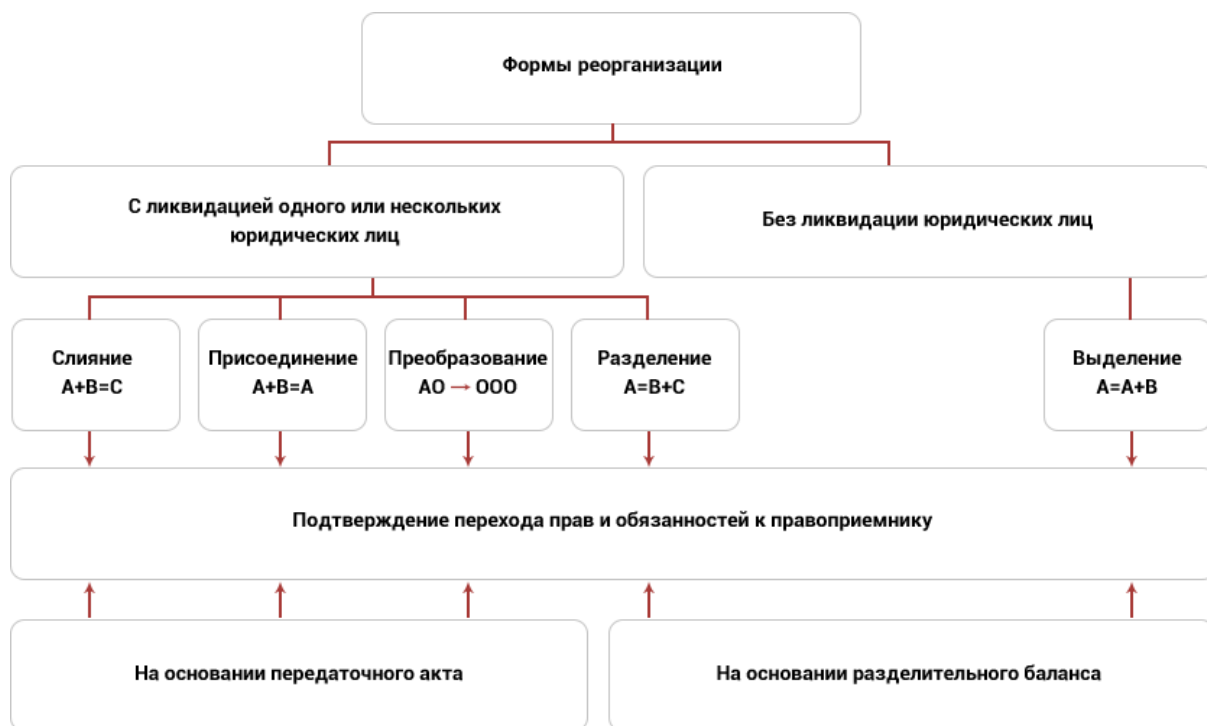 Формы реорганизации
С ликвидацией одного или нескольких
юридических лиц
Без ликвидации юридических лиц
Слияние
А+В=С
Присоединение
А+В=А
Преобразование
АО → ООО
Разделение
А=В+С
Выделение
А=А+В
Подтверждение перехода прав и обязанностей к правоприемнику
На основании передаточного акта
На основании разделительного баланса